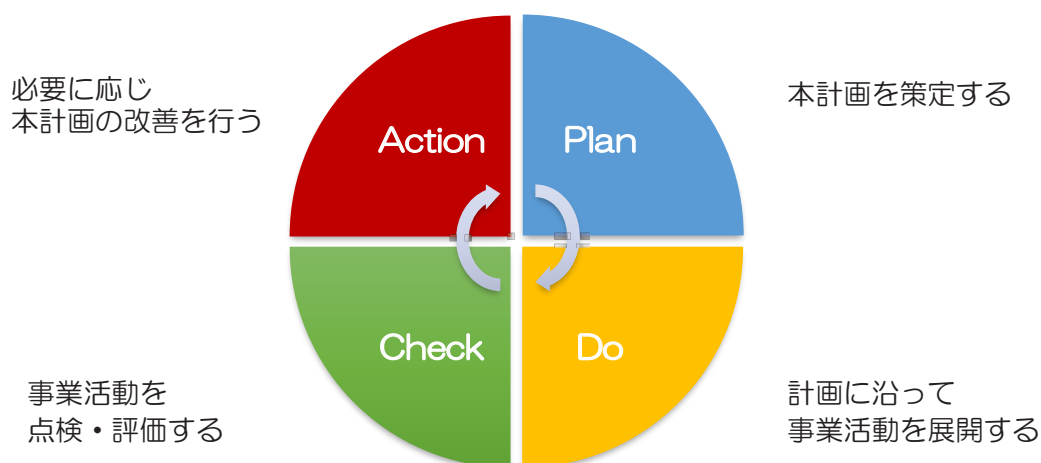 必要に応じ
本計画の改善を行う
Action
Plan
本計画を策定する
事業活動を
点検・評価する
Check
Do
計画に沿って
事業活動を展開する